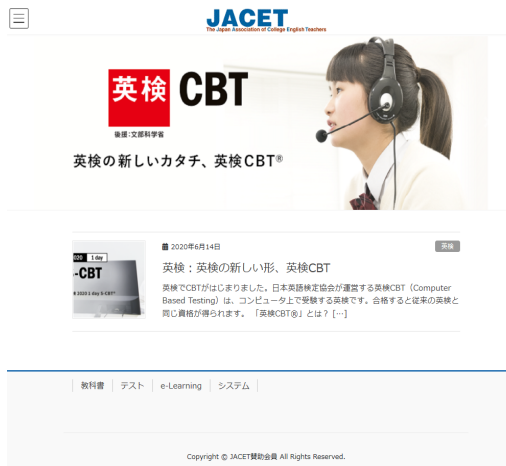 JACET
The Japan Association of College English Teachers
英検 CBT
後援:文部科学省
英検の新しいカタチ、英検CBT®
2020年6月14日
英検
020 1 day
-CBT
英検：英検の新しい形、英検CBT
英検でCBTがはじまりました。日本英語検定協会が運営する英検CBT（Computer
Based Testing）は、コンピュータ上で受験する英検です。合格すると従来の英検と
同じ資格が得られます。 「英検CBT®」とは？ […]
教科書
テスト
e-Learning
システム
Copyright © JACET賛助会員 All Rights Reserved.